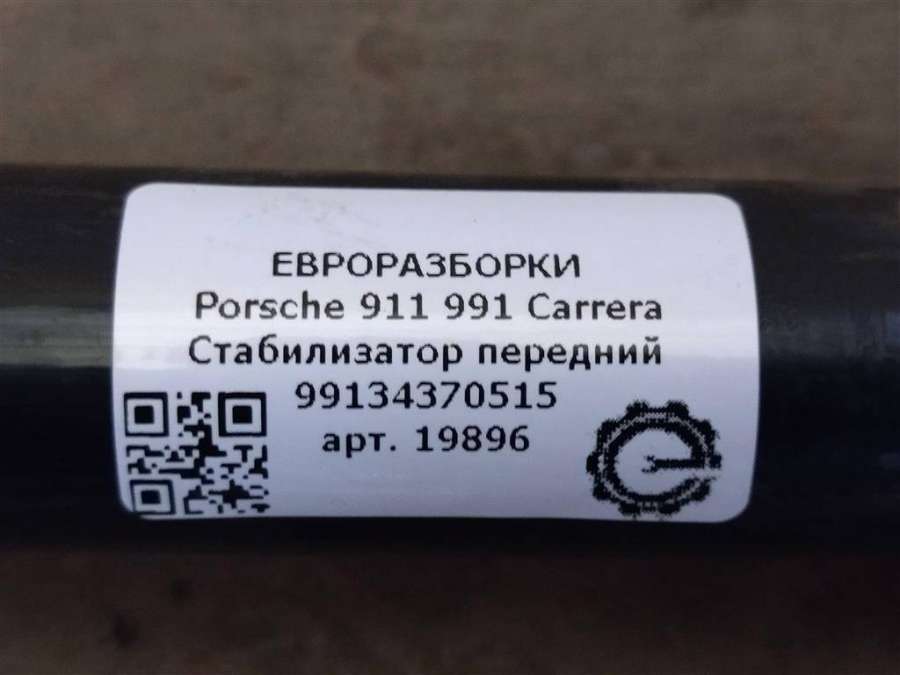 ЕВРОРАЗБОРКИ
Porsche 911 991 Carrera
Стабилизатор передний
99134370515
арт. 19896